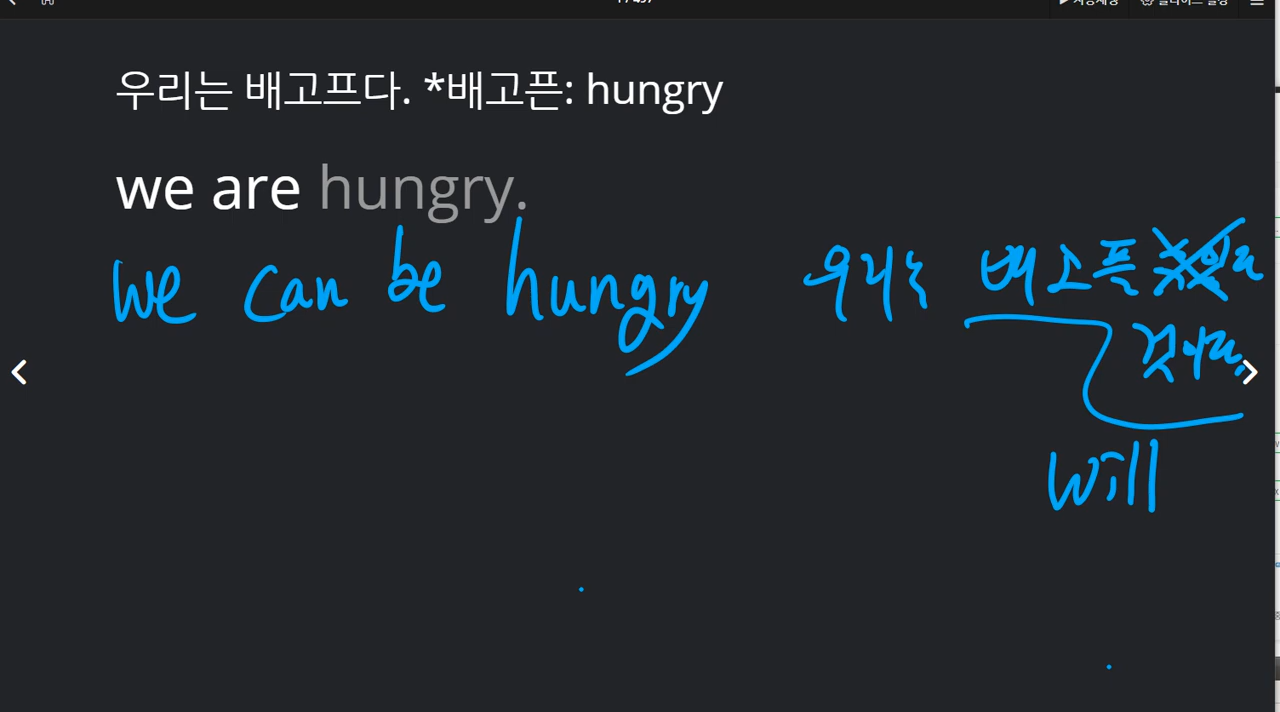 우리는 배고프다. *배고픈: hungry
we are hungry.
we can be hungry 우리는 배고플
것이다.
will